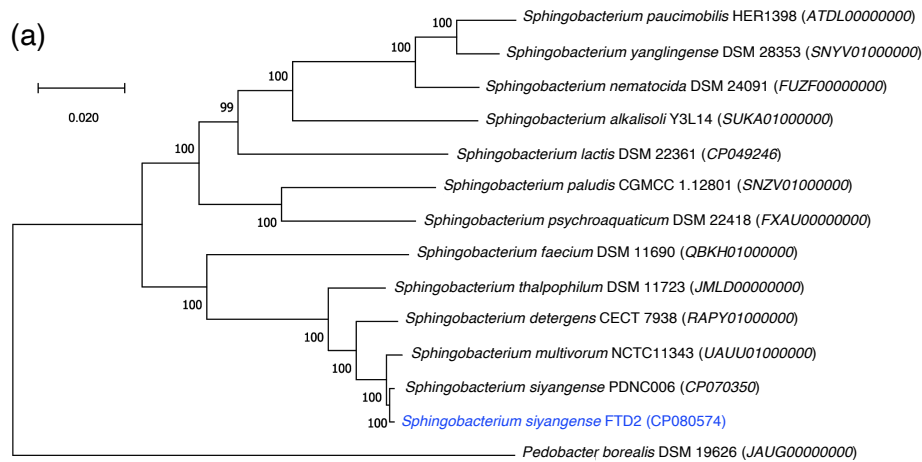 (a)
0.020
100
Sphingobacterium paucimobilis HER1398 (ATDL00000000)
100
Sphingobacterium yanglingense DSM 28353 (SNYV01000000)
100
Sphingobacterium nematocida DSM 24091 (FUZF00000000)
99
Sphingobacterium alkalisoli Y3L14 (SUKA01000000)
100
Sphingobacterium lactis DSM 22361 (CP049246)
Sphingobacterium paludis CGMCC 1.12801 (SNZV01000000)
100
Sphingobacterium psychroaquaticum DSM 22418 (FXAU00000000)
Sphingobacterium faecium DSM 11690 (QBKH01000000)
100
Sphingobacterium thalpophilum DSM 11723 (JMLD00000000)
100
Sphingobacterium detergens CECT 7938 (RAPY01000000)
100
Sphingobacterium multivorum NCTC11343 (UAUU01000000)
100
Sphingobacterium siyangense PDNC006 (CP070350)
100
Sphingobacterium siyangense FTD2 (CP080574)
Pedobacter borealis DSM 19626 (JAUG00000000)